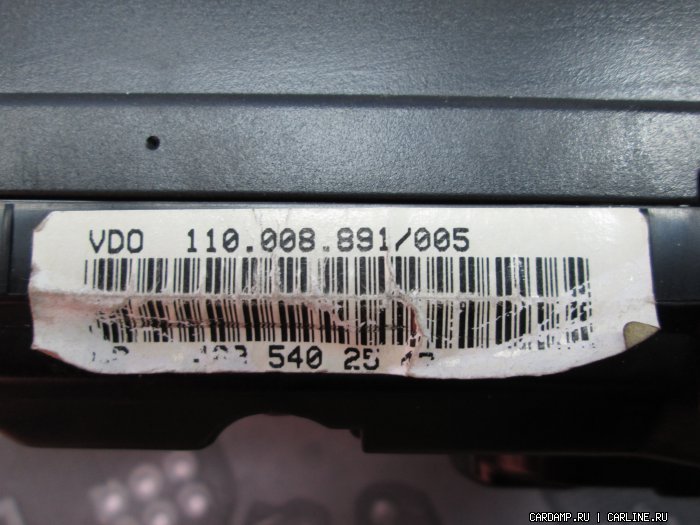 VDO 110.008.891/005
540 25
CARDAMP.RU | CARLINE.RU